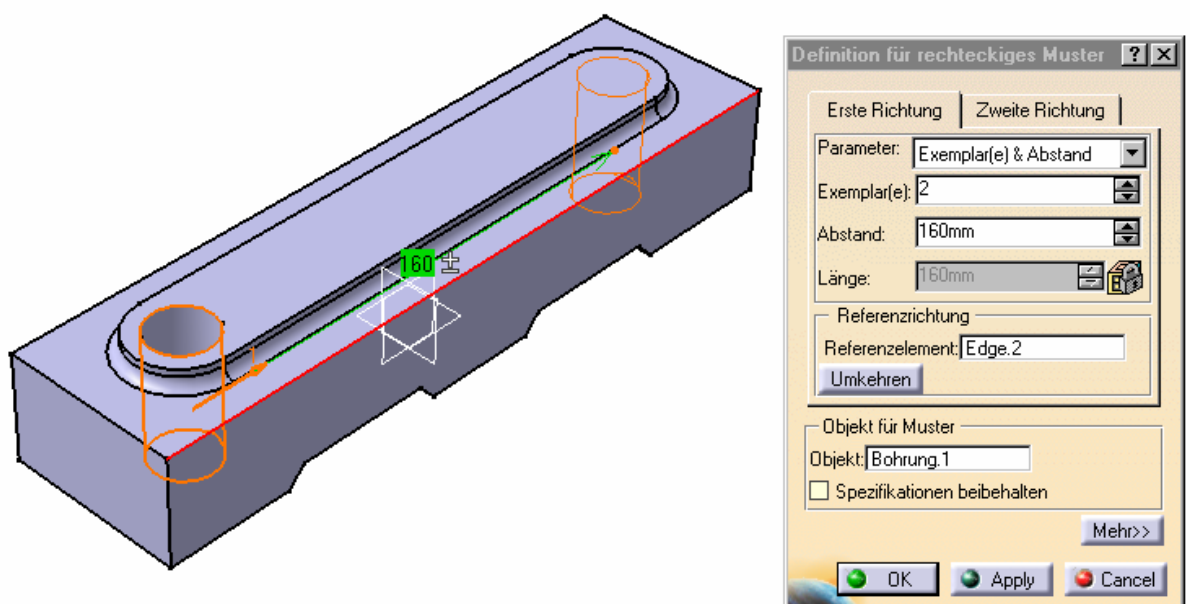 160 ±
Definition für rechteckiges Muster ? X
Erste Richtung Zweite Richtung
Parameter: Exemplar(e) & Abstand
Exemplar(e): 2
Abstand: 160mm
Länge: 160mm
Referenzrichtung
Referenzelement: Edge.2
Umkehren
Objekt für Muster
Objekt: Bohrung.1
Spezifikationen beibehalten
Mehr>>
OK Apply Cancel